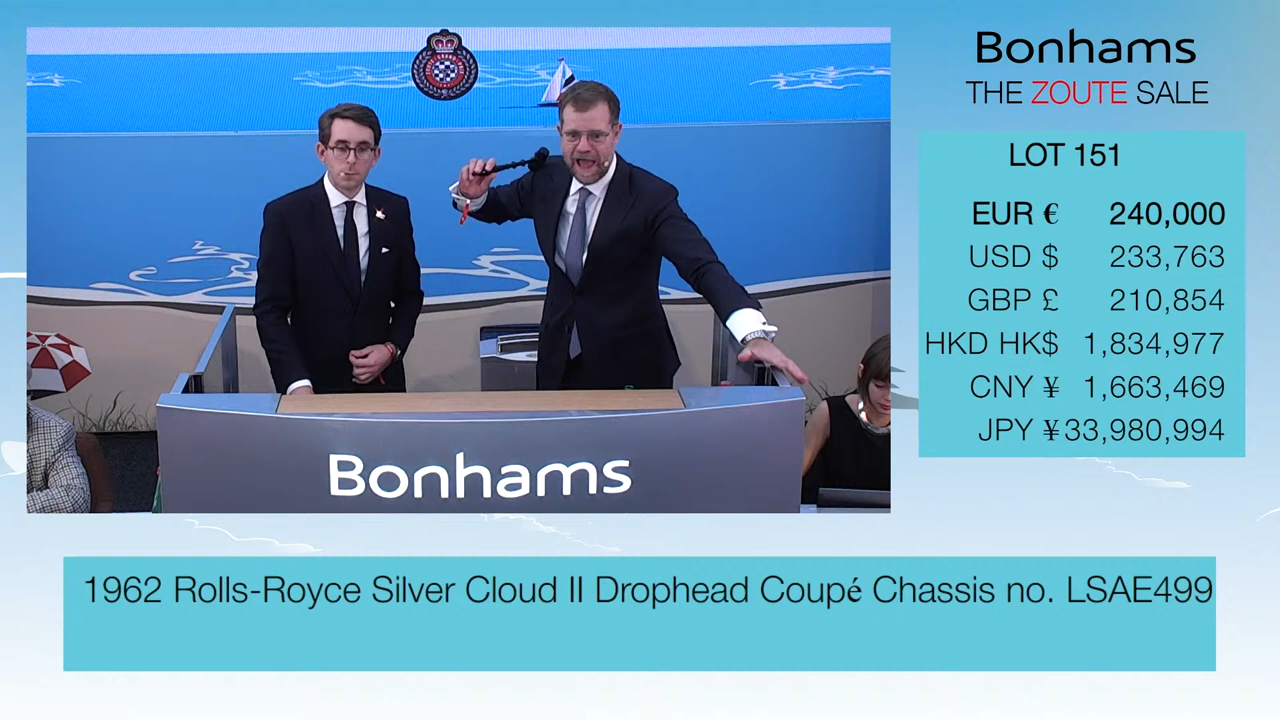 Bonhams
THE ZOUTE SALE
LOT 151
EUR € 240,000
USD $ 233,763
GBP £ 210,854
HKD HK$ 1,834,977
CNY ¥ 1,663,469
JPY ¥ 33,980,994
Bonhams
1962 Rolls-Royce Silver Cloud II Drophead Coupé Chassis no. LSAE499